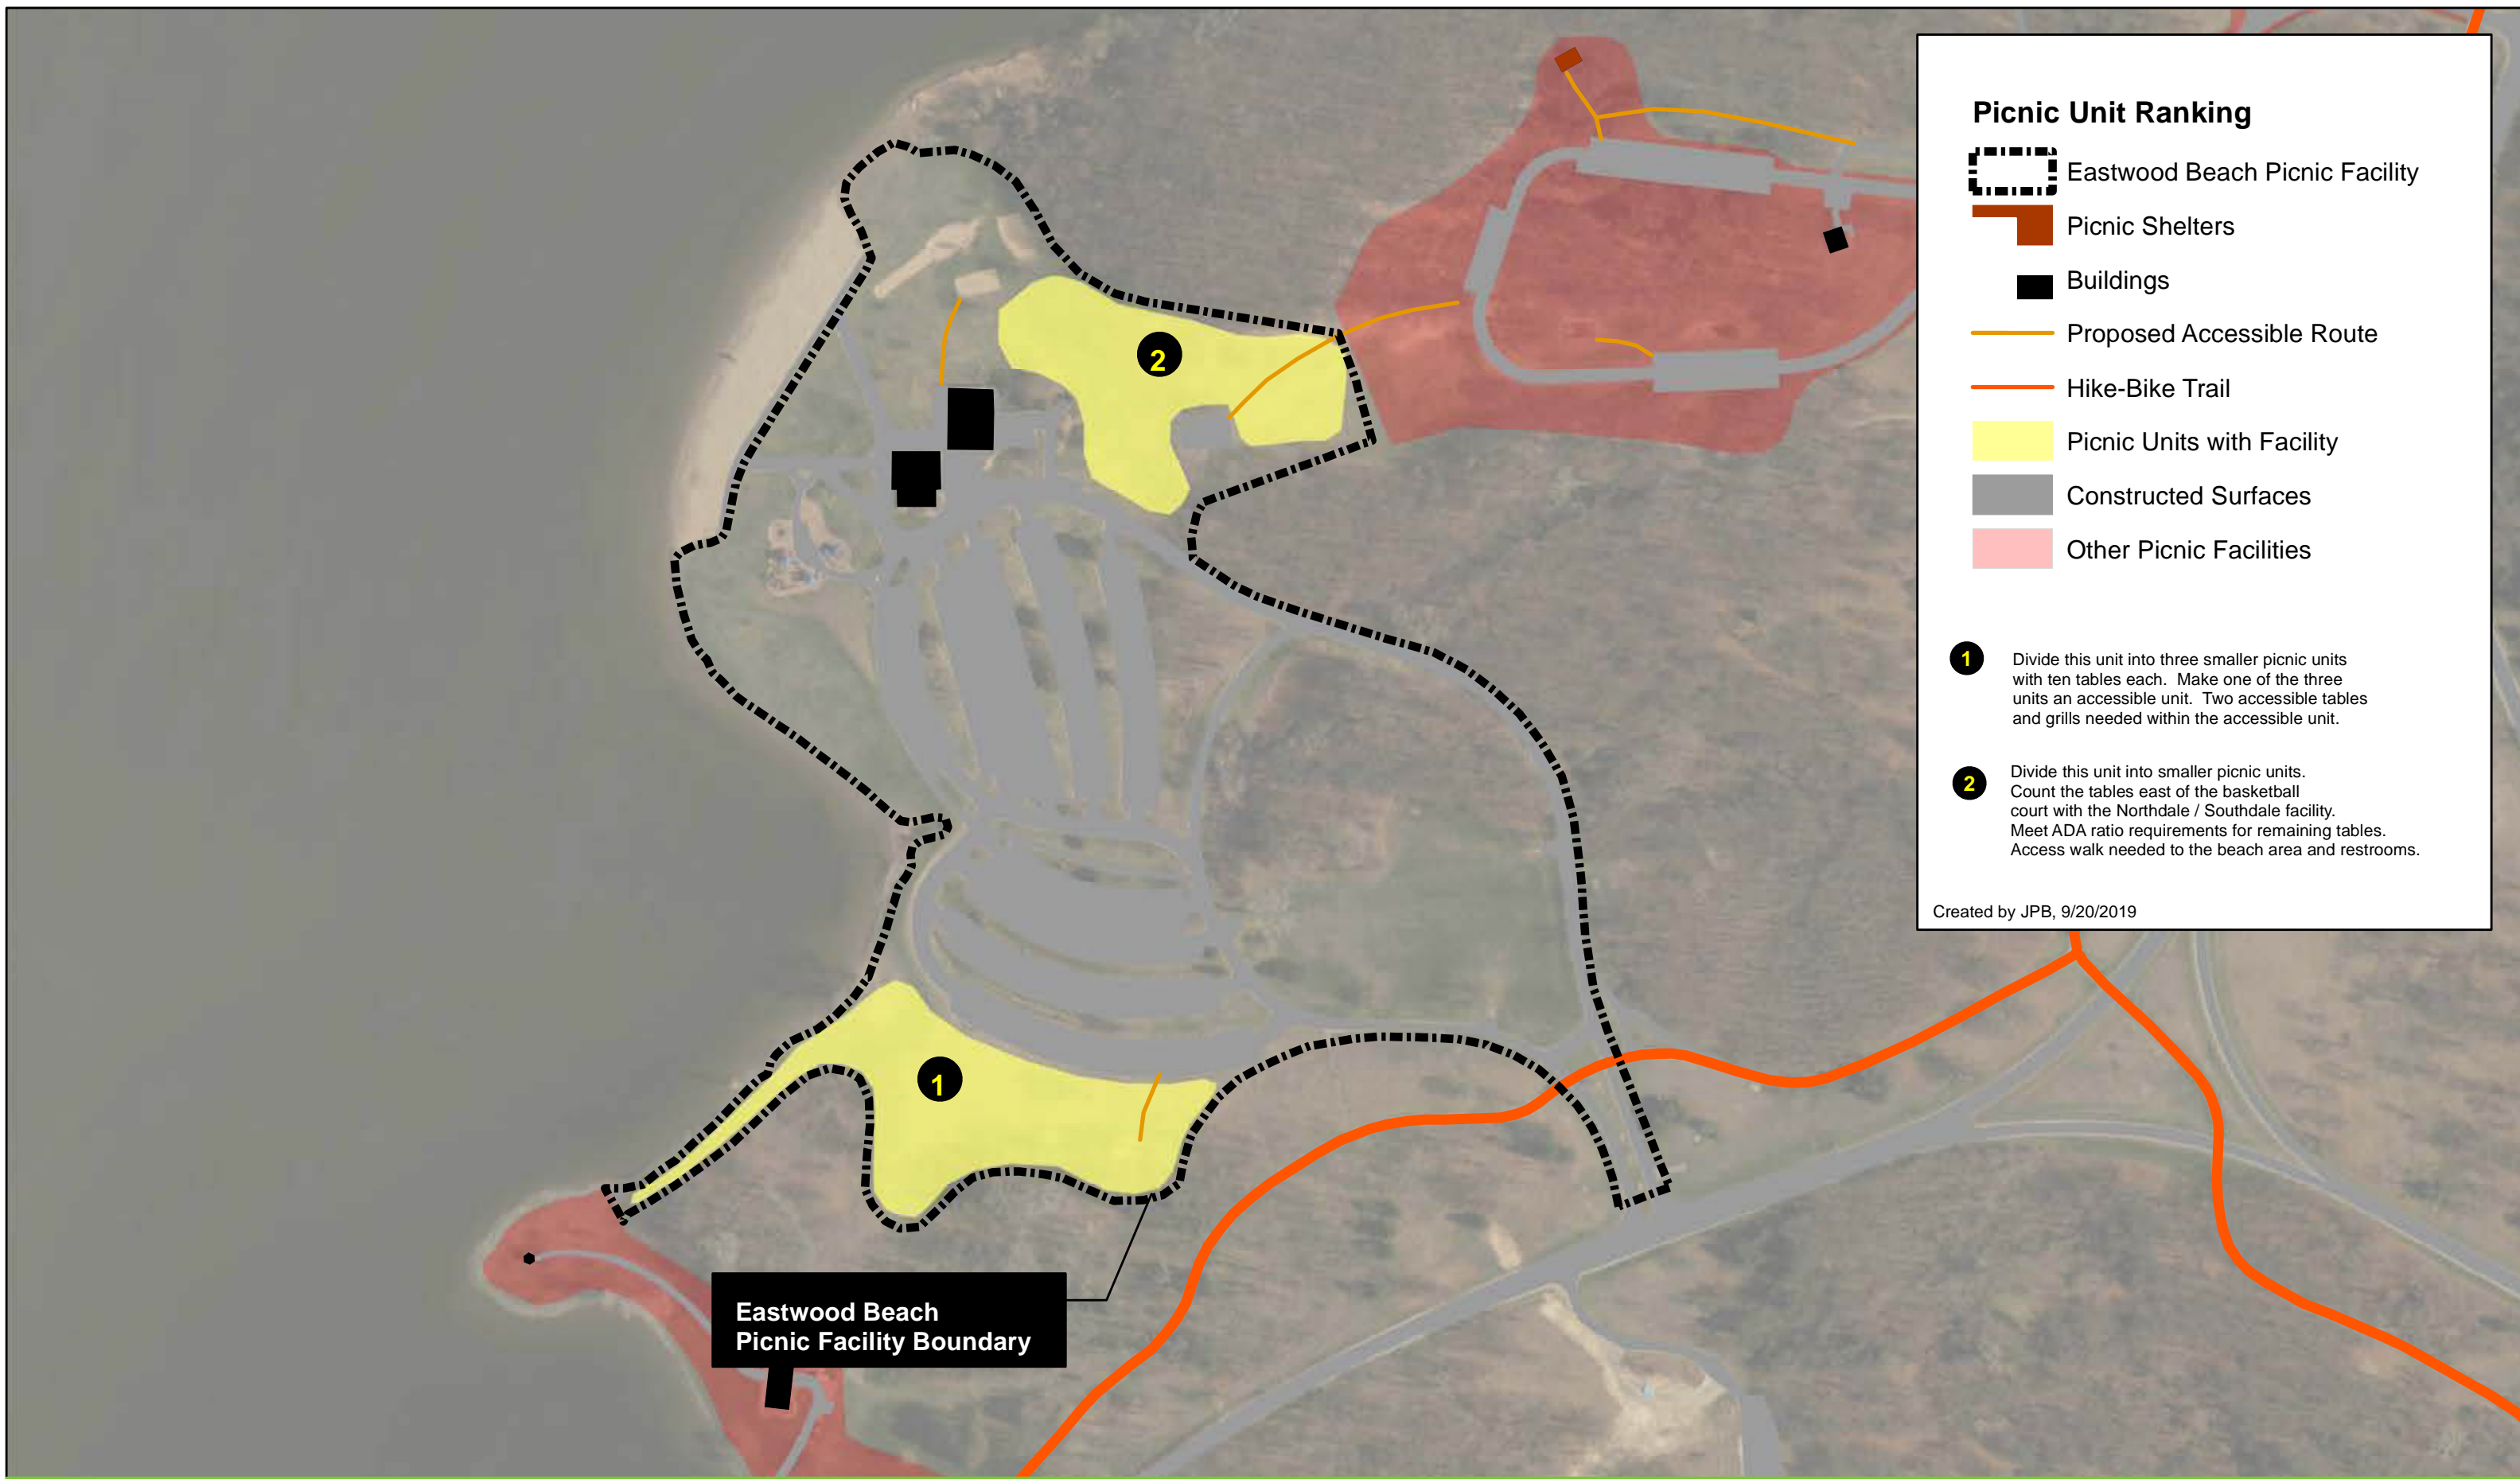 Picnic Unit Ranking
Eastwood Beach Picnic Facility
Picnic Shelters
Buildings
Proposed Accessible Route
Hike-Bike Trail
Picnic Units with Facility
Constructed Surfaces
Other Picnic Facilities
1
Divide this unit into three smaller picnic units
with ten tables each. Make one of the three
units an accessible unit. Two accessible tables
and grills needed within the accessible unit.
2
Divide this unit into smaller picnic units.
Count the tables east of the basketball
court with the Northdale / Southdale facility.
Meet ADA ratio requirements for remaining tables.
Access walk needed to the beach area and restrooms.
Created by JPB, 9/20/2019
2
1
Eastwood Beach
Picnic Facility Boundary